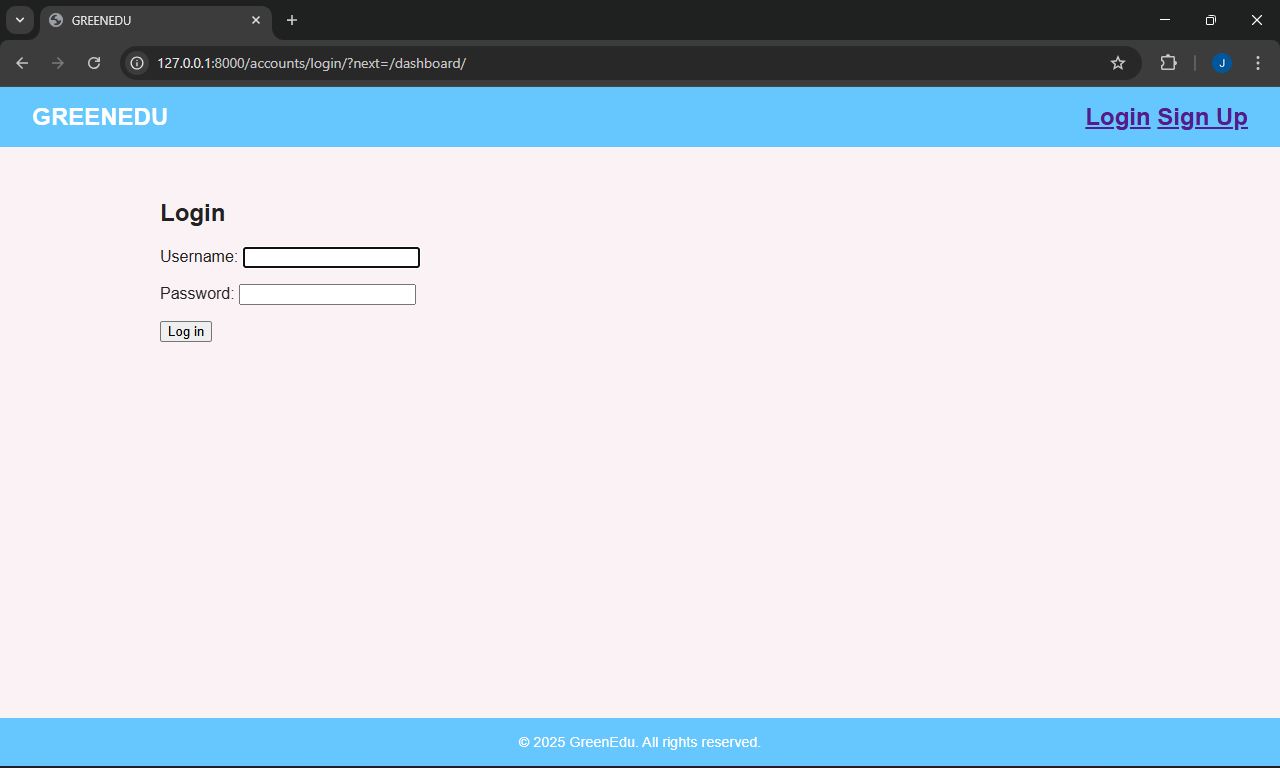 GREENEDU
127.0.0.1:8000/accounts/login/?next=/dashboard/
J
GREENEDU
Login Sign Up
Login
Username:
Password:
Log in
© 2025 GreenEdu. All rights reserved.